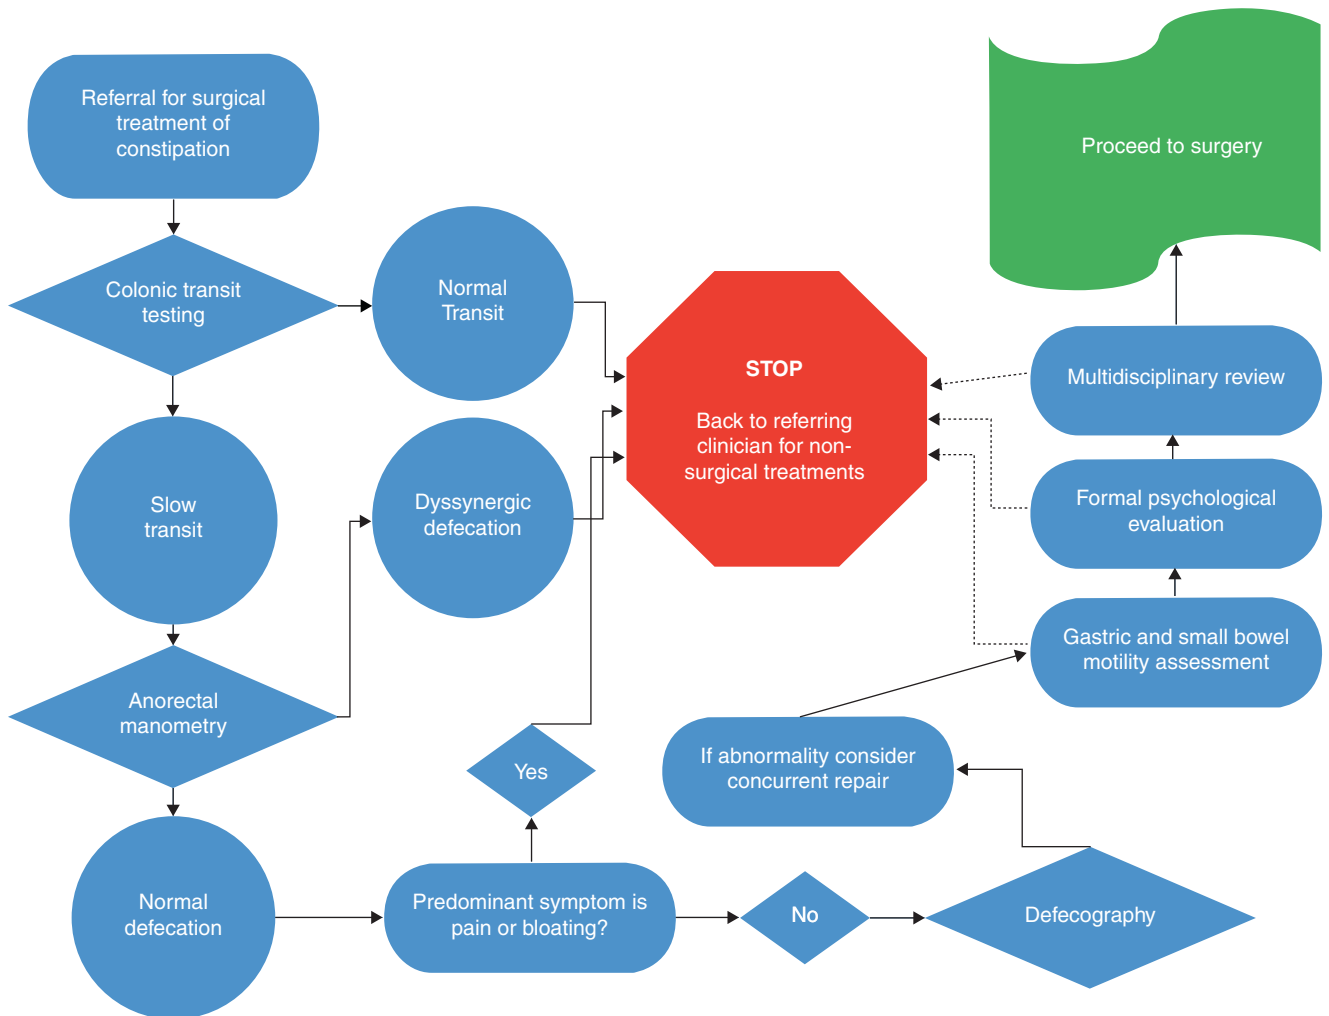 Referral for surgical
treatment of
constipation
Colonic transit
testing
Normal
Transit
Slow
transit
Dyssynergic
defecation
Anorectal
manometry
Normal
defecation
Predominant symptom is
pain or bloating?
Yes
No
Defecography
If abnormality consider
concurrent repair
Gastric and small bowel
motility assessment
Formal psychological
evaluation
Multidisciplinary review
Proceed to surgery
STOP
Back to referring
clinician for non-
surgical treatments